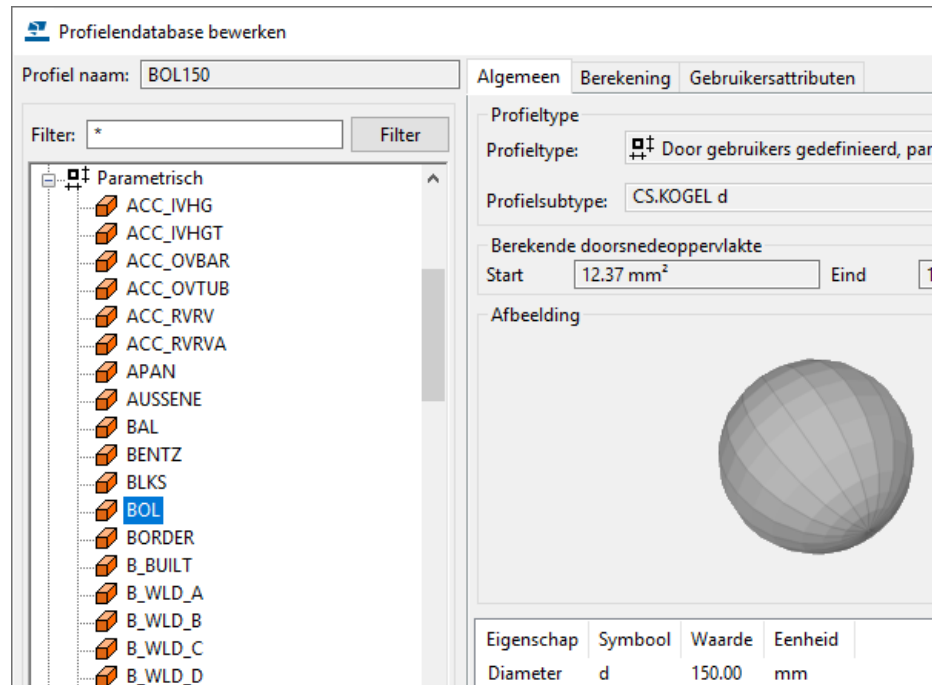 Profielendatabase bewerken
Profiel naam: BOL150
Filter: * Filter
Parametrisch
ACC_IVHG
ACC_IVHGT
ACC_OVBAR
ACC_OVTUB
ACC_RVRV
ACC_RVRVA
APAN
AUSSENE
BAL
BENTZ
BLKS
BOL
BORDER
B_BUILT
B_WLD_A
B_WLD_B
B_WLD_C
B_WLD_D
Algemeen Berekening Gebruikersattributen
Profieltype
Profieltype: Door gebruikers gedefinieerd, par
Profielsubtype: CS.KOGEL d
Berekende doorsnedeoppervlakte
Start 12.37 mm² Eind 1
Afbeelding
Eigenschap Symbool Waarde Eenheid
Diameter d 150.00 mm